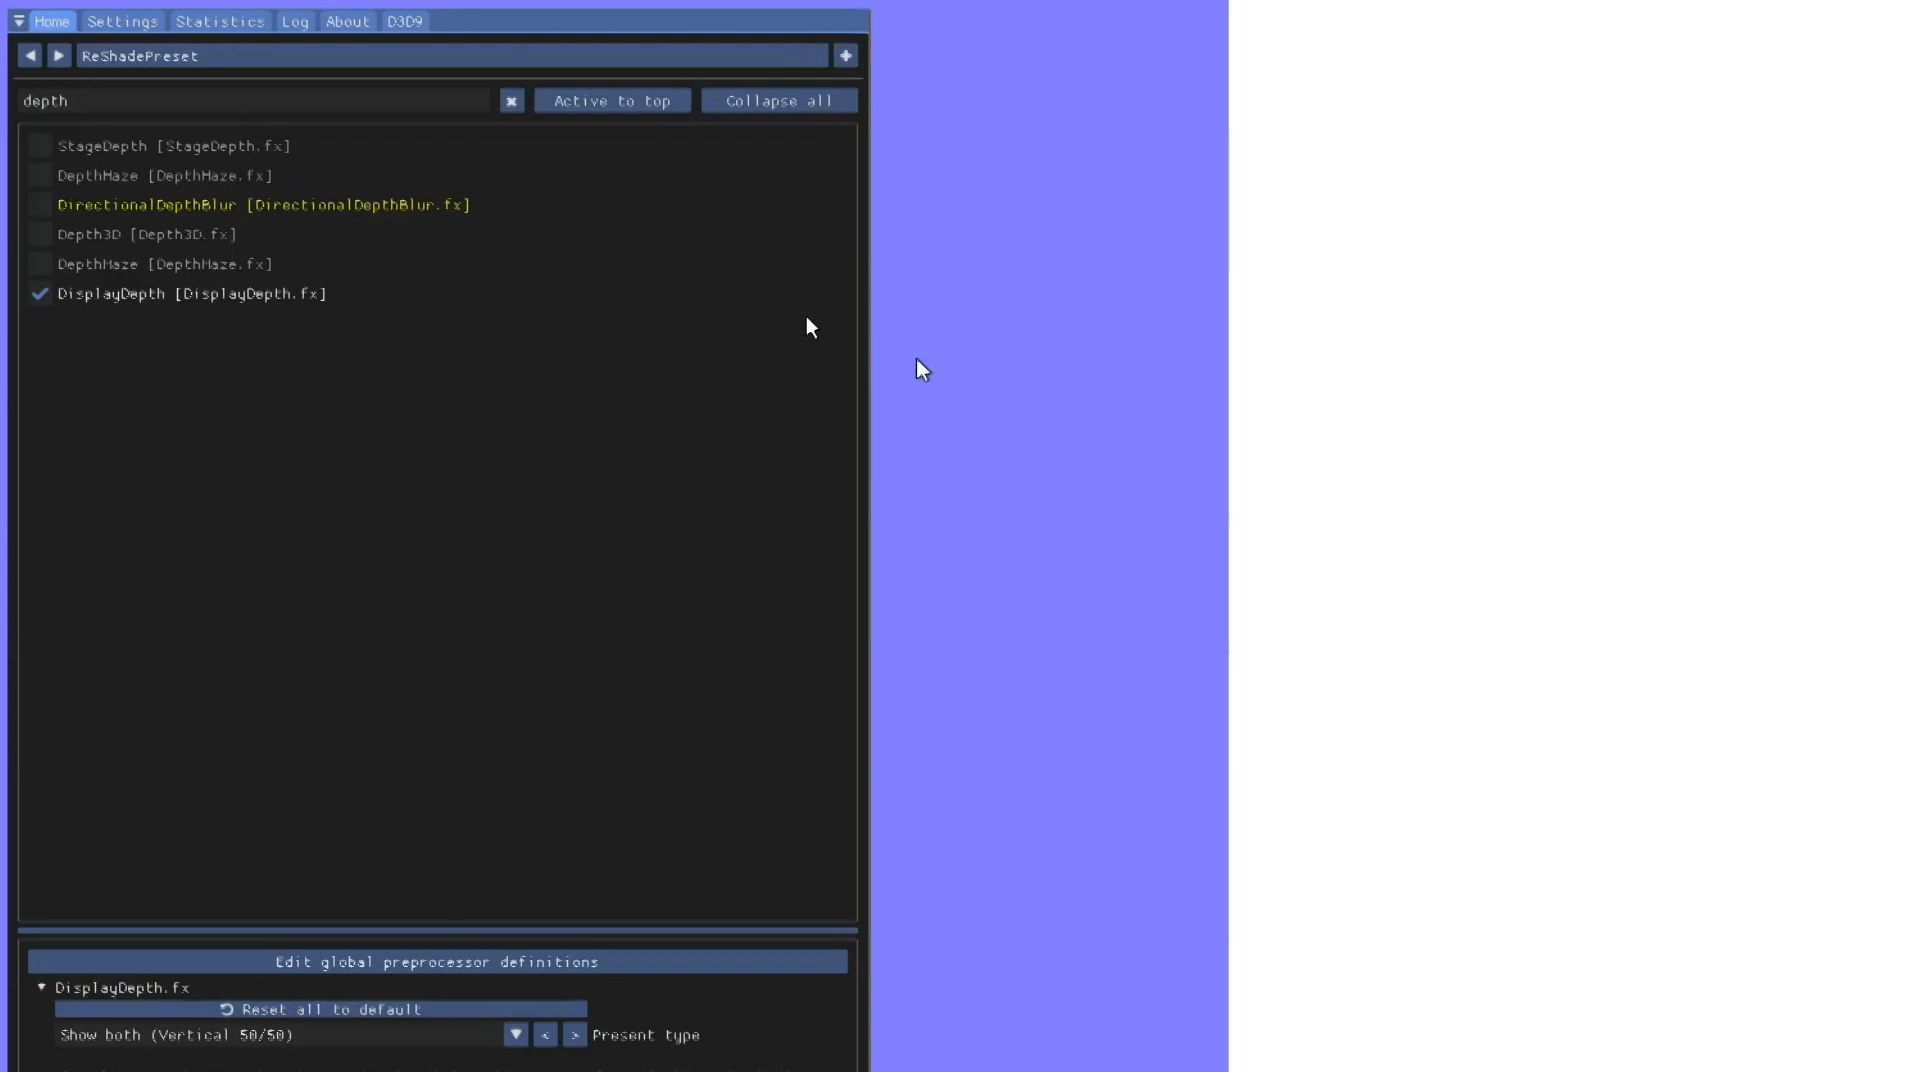 Home Settings Statistics Log About D3D9
ReShadePreset
depth Active to top Collapse all
StageDepth [StageDepth.fx]
DepthHaze [DepthHaze.fx]
DirectionalDepthBlur [DirectionalDepthBlur.fx]
Depth3D [Depth3D.fx]
DepthHaze [DepthHaze.fx]
DisplayDepth [DisplayDepth.fx]
Edit global preprocessor definitions
DisplayDepth.fx
Reset all to default
Show both (Vertical 50/50) < > Present type